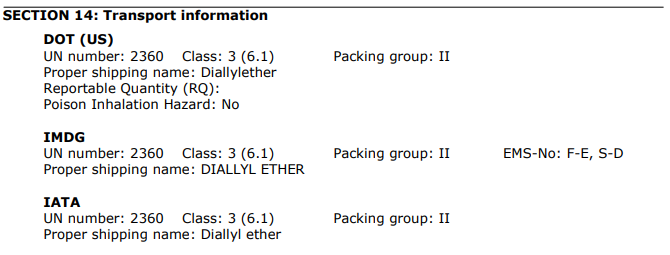 SECTION 14: Transport information
DOT (US)
UN number: 2360 Class: 3 (6.1) Packing group: II
Proper shipping name: Diallylether
Reportable Quantity (RQ):
Poison Inhalation Hazard: No
IMDG
UN number: 2360 Class: 3 (6.1) Packing group: II EMS-No: F-E, S-D
Proper shipping name: DIALLYL ETHER
IATA
UN number: 2360 Class: 3 (6.1) Packing group: II
Proper shipping name: Diallyl ether